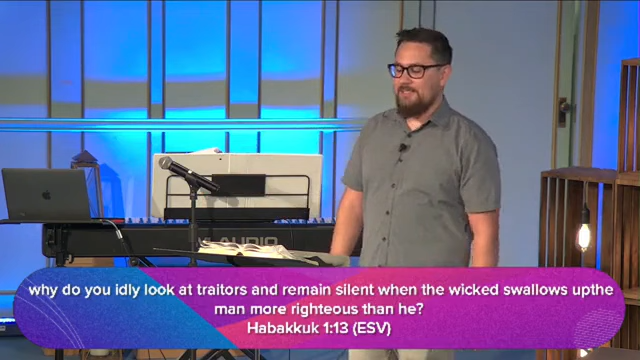 AUDIO
why do you idly look at traitors and remain silent when the wicked swallows upthe
man more righteous than he?
Habakkuk 1:13 (ESV)